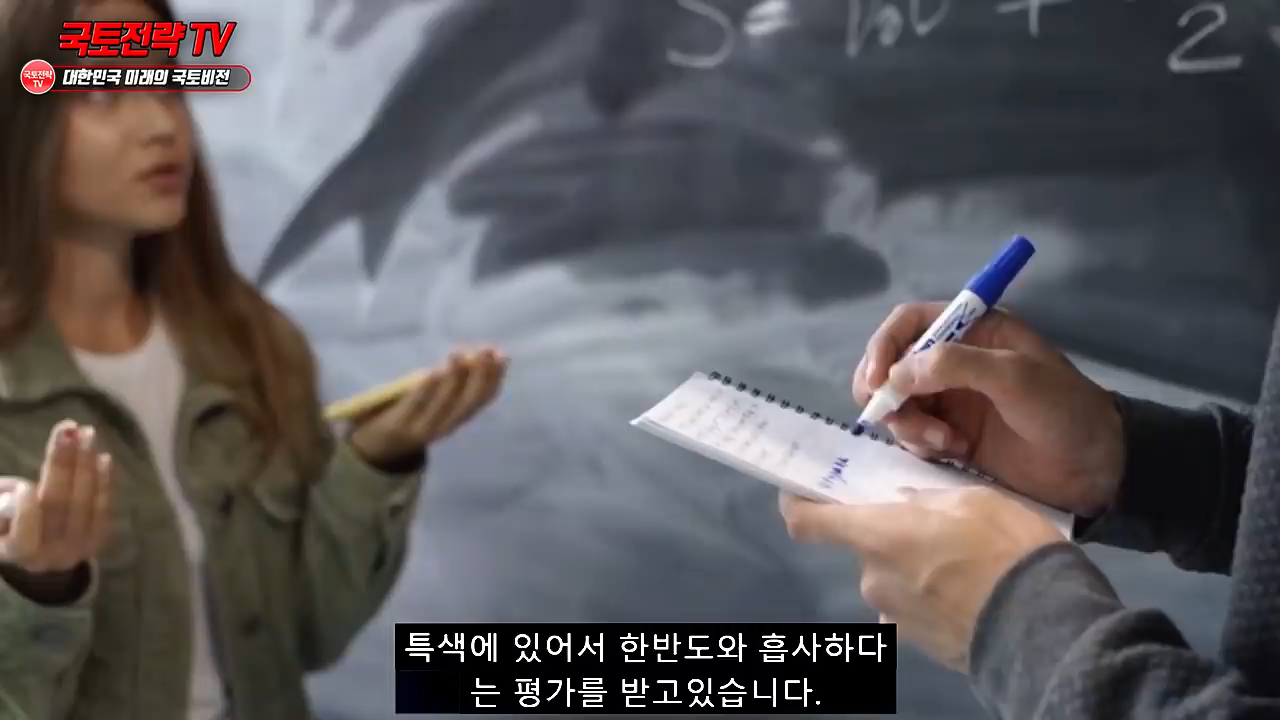 국토전략 TV
국토전략
TV
대한민국 미래의 국토비전
S= 
+
2
특색에 있어서 한반도와 흡사하다
는 평가를 받고있습니다.